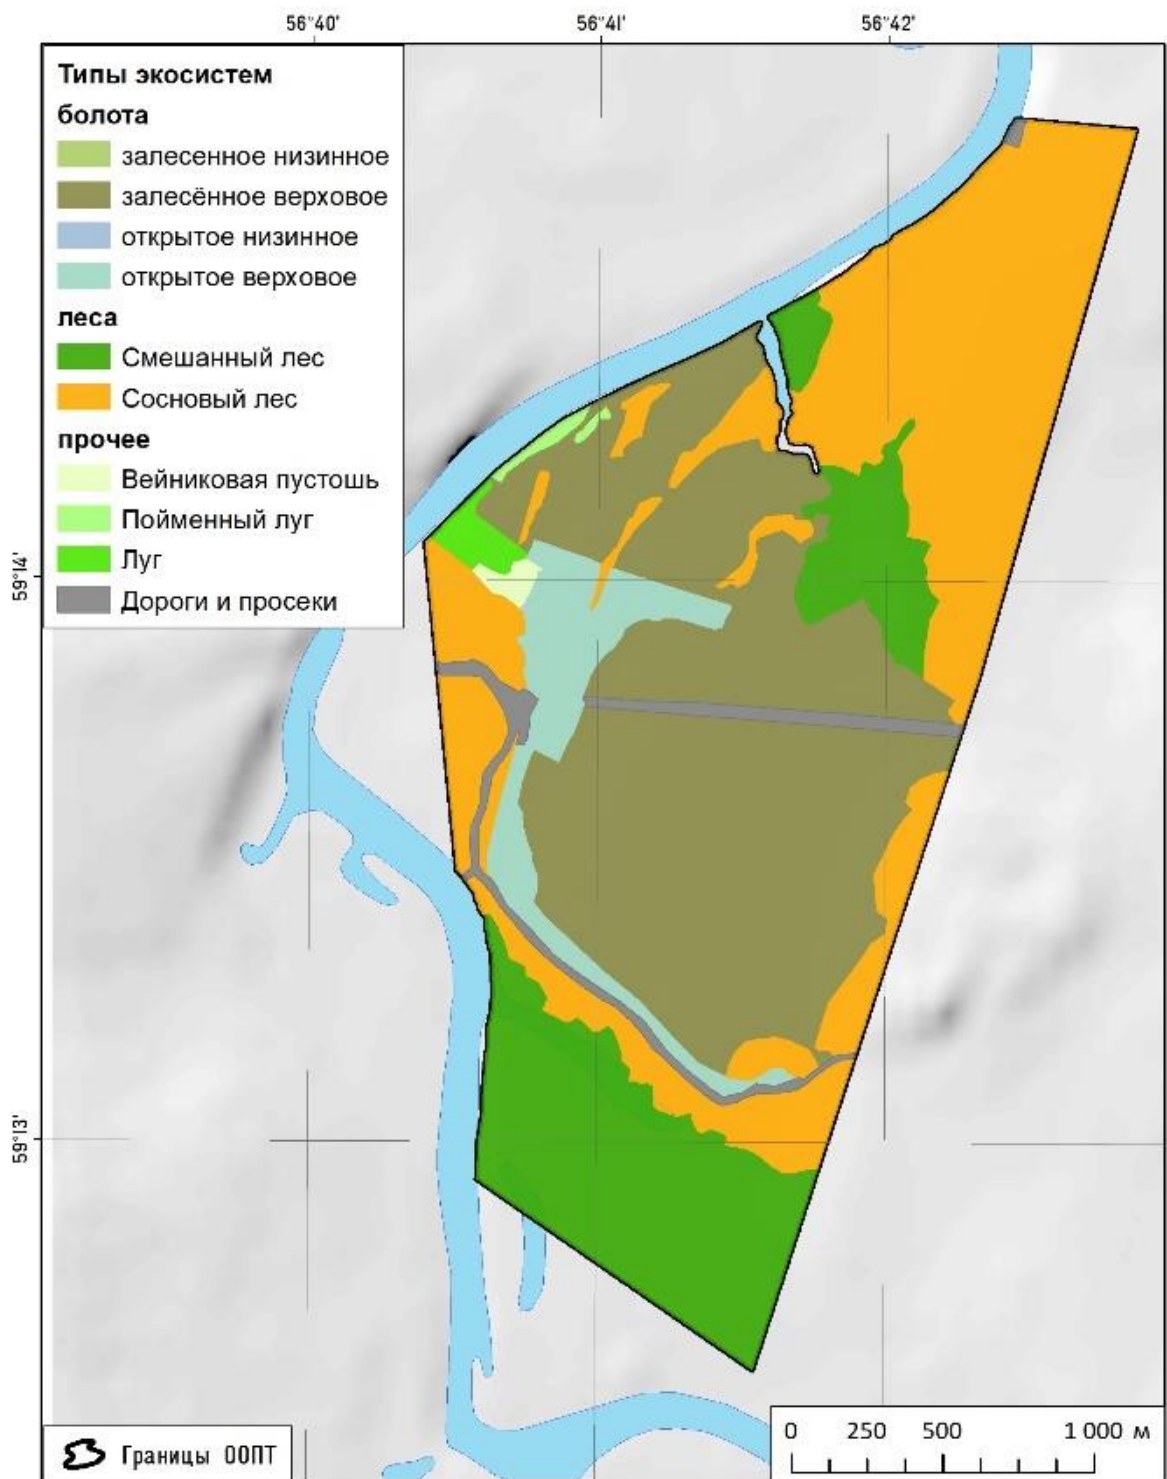 56°40' 56°41' 56°42'
Типы экосистем
болота
залесенное низинное
залесённое верховое
открытое низинное
открытое верховое
леса
Смешанный лес
Сосновый лес
прочее
Вейниковая пустошь
Пойменный луг
Луг
Дороги и просеки
59°14'
59°13'
Границы ООПТ
0 250 500 1 000 м